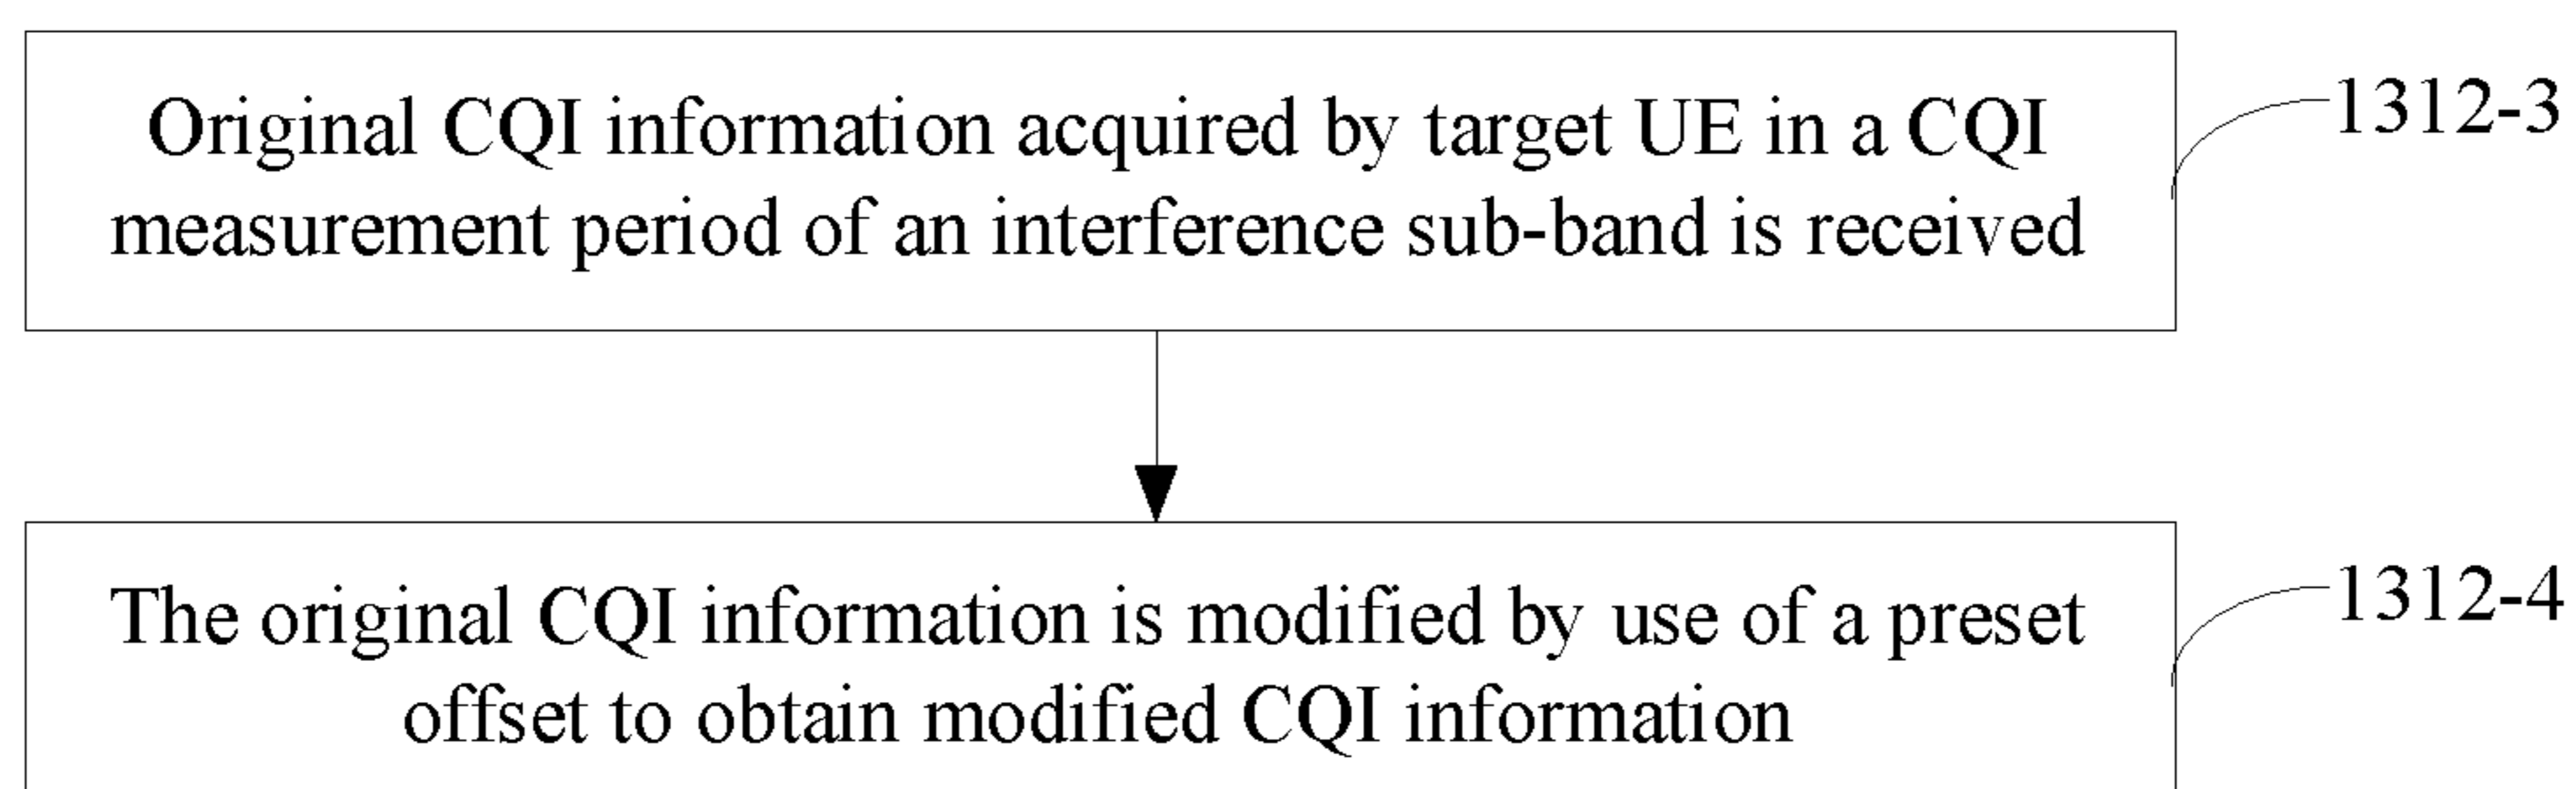 Original CQI information acquired by target UE in a CQI
measurement period of an interference sub-band is received
1312-3
The original CQI information is modified by use of a preset
offset to obtain modified CQI information
1312-4